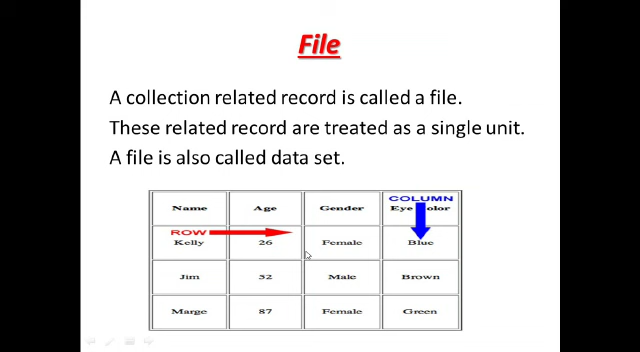 File
A collection related record is called a file.
These related record are treated as a single unit.
A file is also called data set.
COLUMN
Name Age Gender Eye Color
ROW
Kelly 26 Female Blue
Jim 32 Male Brown
Marge 87 Female Green